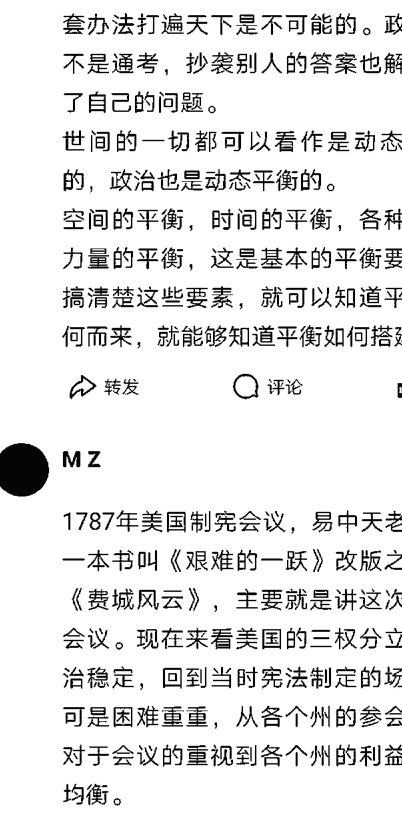 套办法打遍天下是不可能的。政
不是通考，抄袭别人的答案也解
了自己的问题。
世间的一切都可以看作是动态
的，政治也是动态平衡的。
空间的平衡，时间的平衡，各种
力量的平衡，这是基本的平衡要
搞清楚这些要素，就可以知道平
何而来，就能够知道平衡如何搭建
转发 评论
M Z
1787年美国制宪会议，易中天老
一本书叫《艰难的一跃》改版之
《费城风云》，主要就是讲这次
会议。现在来看美国的三权分立
治稳定，回到当时宪法制定的场
可是困难重重，从各个州的参会
对于会议的重视到各个州的利益
均衡。